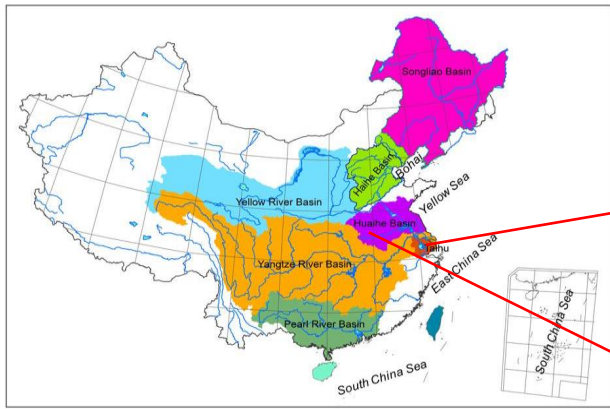 Songliao Basin
Haihe Basin
Bohai
Yellow Sea
Yellow River Basin
Huaihe Basin
Taihu
East China Sea
Yangtze River Basin
Pearl River Basin
South China Sea
South China Sea